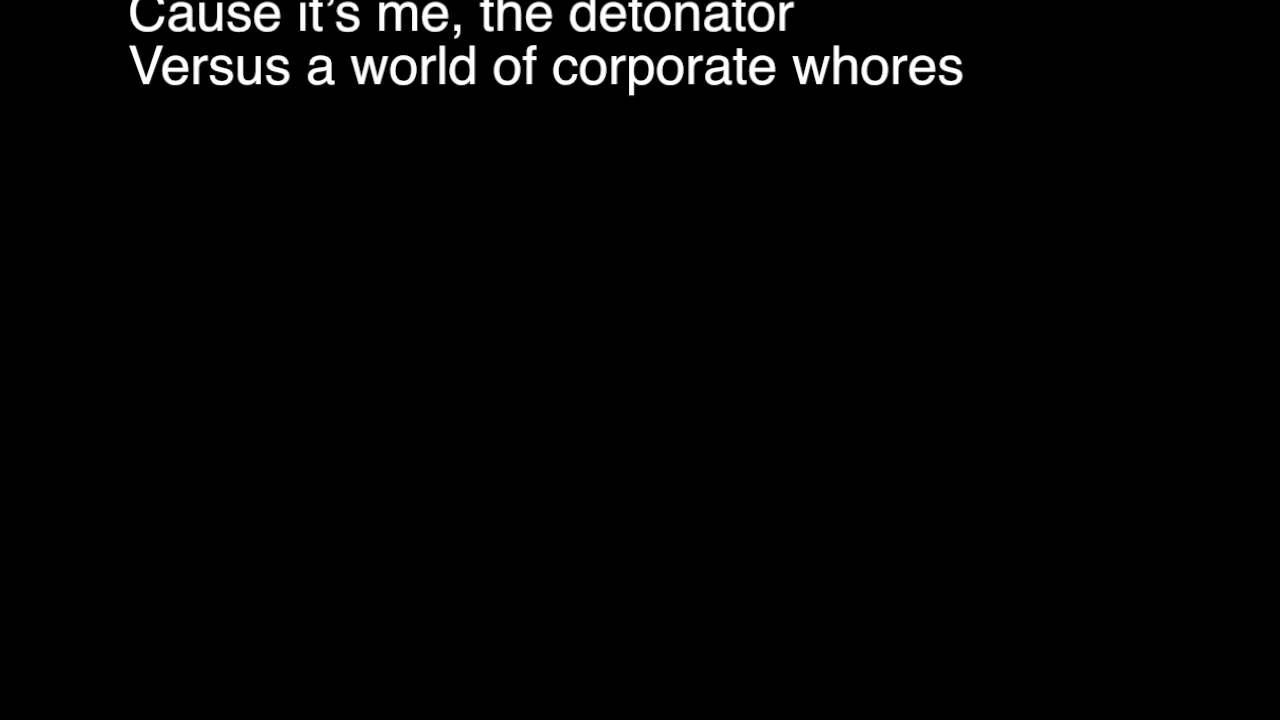 Cause it’s me, the detonator
Versus a world of corporate whores